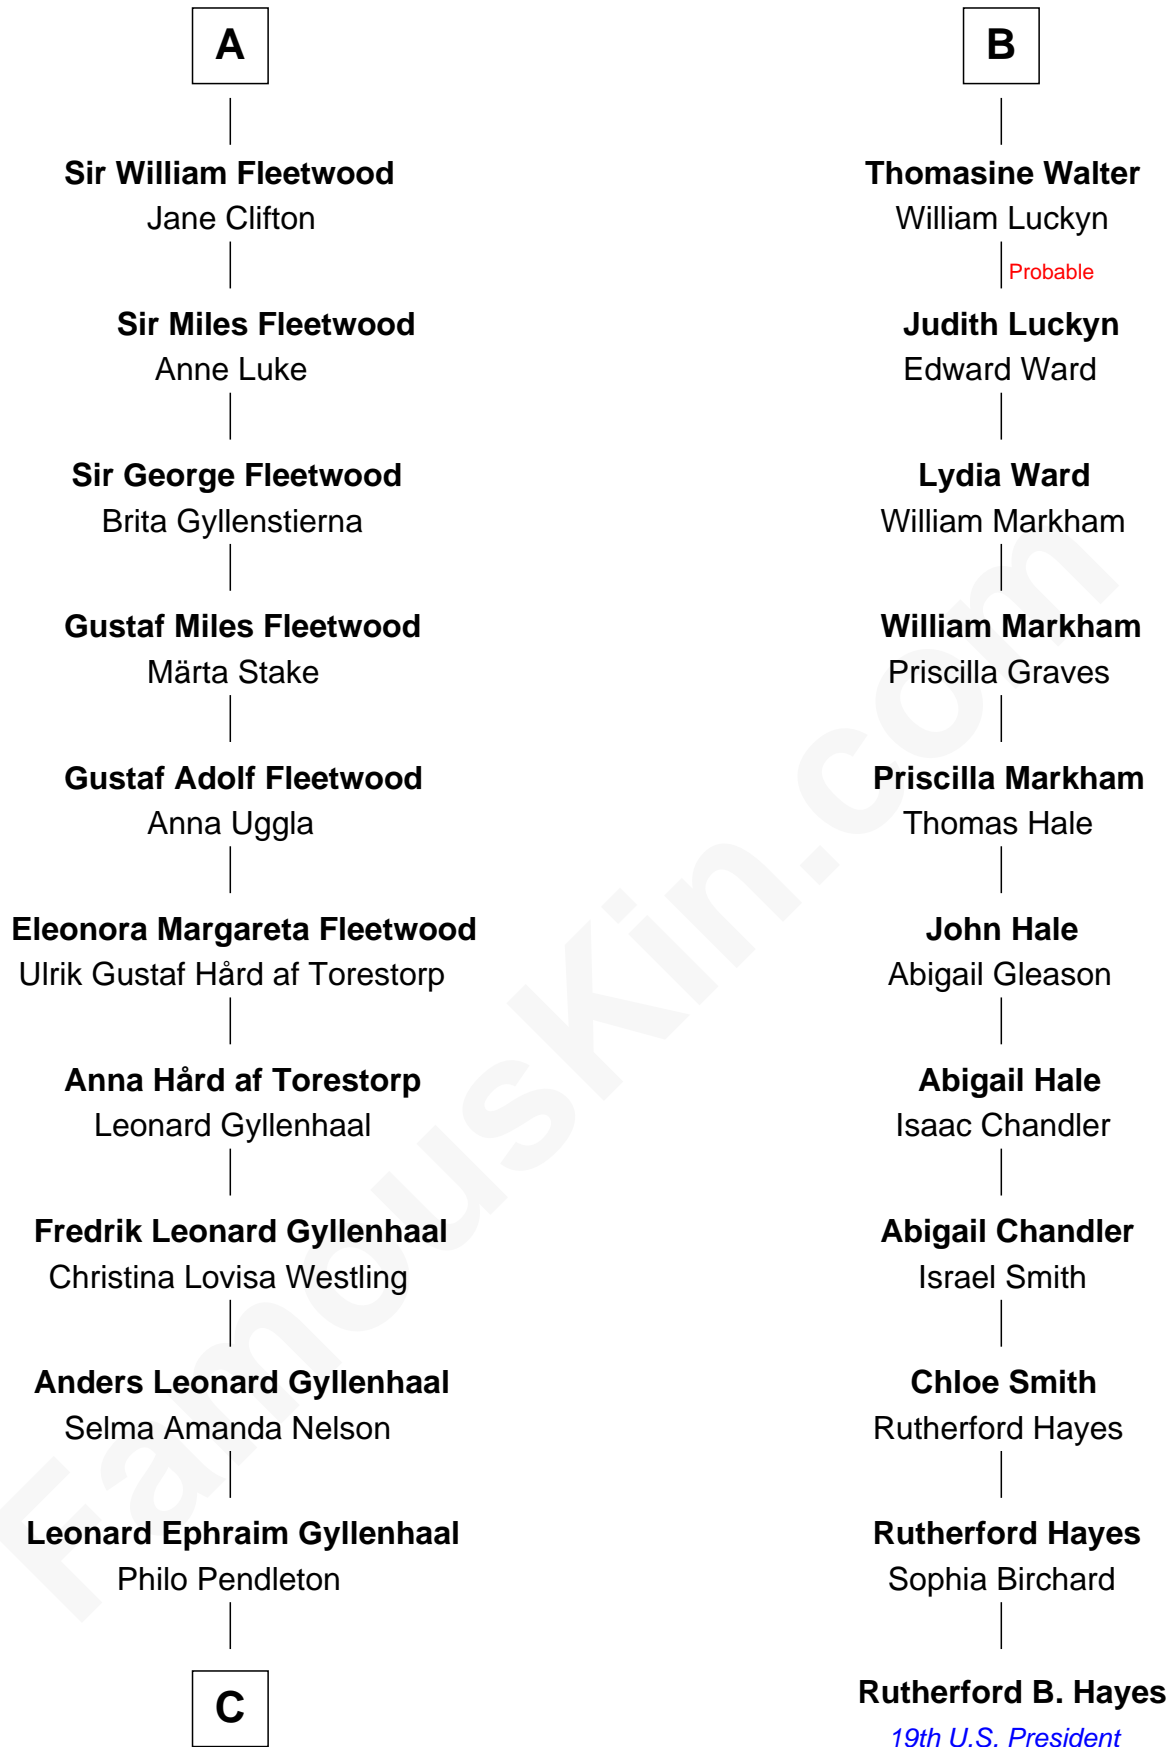 A
Sir William Fleetwood
Jane Clifton
Sir Miles Fleetwood
Anne Luke
Sir George Fleetwood
Brita Gyllenstierna
Gustaf Miles Fleetwood
Märta Stake
Gustaf Adolf Fleetwood
Anna Uggla
Eleonora Margareta Fleetwood
Ulrik Gustaf Hård af Torestorp
Anna Hård af Torestorp
Leonard Gyllenhaal
Fredrik Leonard Gyllenhaal
Christina Lovisa Westling
Anders Leonard Gyllenhaal
Selma Amanda Nelson
Leonard Ephraim Gyllenhaal
Philo Pendleton
C
B
Thomasine Walter
William Luckyn
Probable
Judith Luckyn
Edward Ward
Lydia Ward
William Markham
William Markham
Priscilla Graves
Priscilla Markham
Thomas Hale
John Hale
Abigail Gleason
Abigail Hale
Isaac Chandler
Abigail Chandler
Israel Smith
Chloe Smith
Rutherford Hayes
Rutherford Hayes
Sophia Birchard
Rutherford B. Hayes
19th U.S. President
FamousKin.com